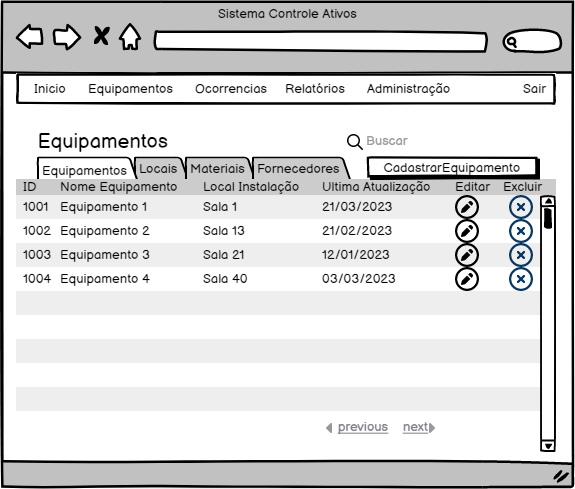 Sistema Controle Ativos
Inicio Equipamentos Ocorrencias Relatórios Administração Sair
Equipamentos Buscar
Equipamentos Locais Materiais Fornecedores CadastrarEquipamento
ID Nome Equipamento Local Instalação Ultima Atualização Editar Excluir
1001 Equipamento 1 Sala 1 21/03/2023
1002 Equipamento 2 Sala 13 21/02/2023
1003 Equipamento 3 Sala 21 12/01/2023
1004 Equipamento 4 Sala 40 03/03/2023
previous next